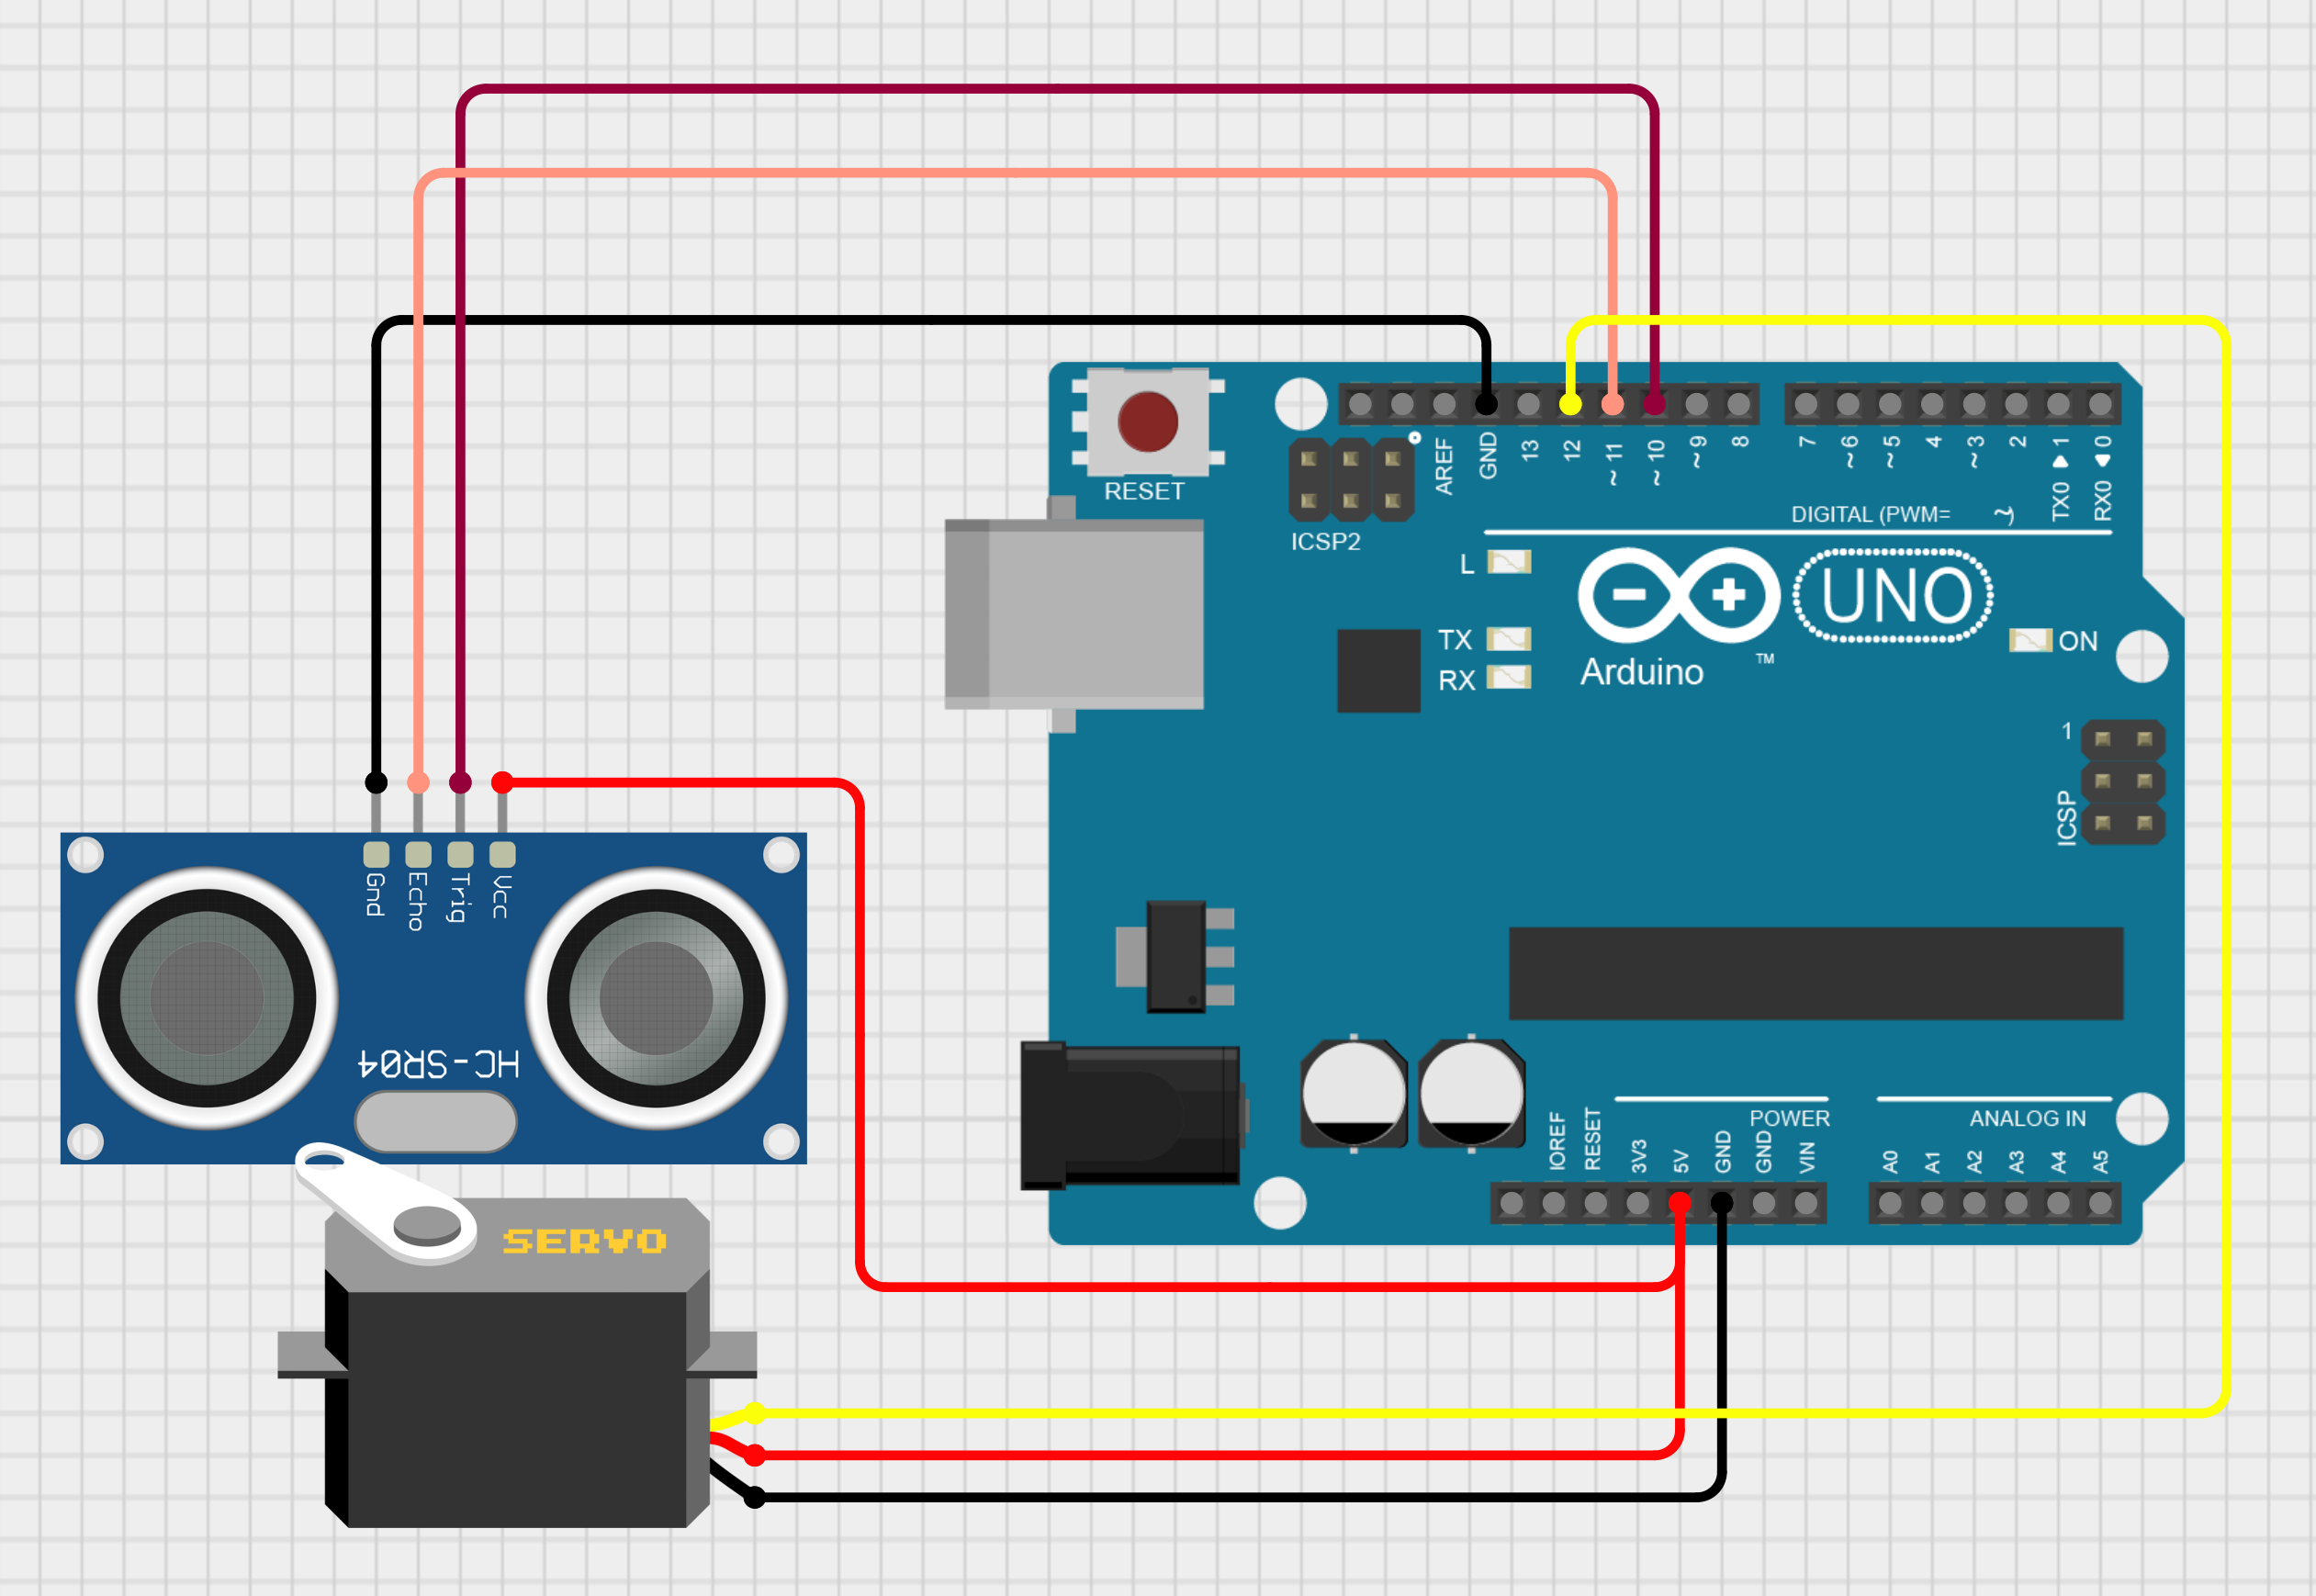 RESET
ICSP2
AREF
GND
13
12
~11
~10
~9
8
7
~6
~5
4
~3
2
TX0 ▶ 1
RX0 ◀ 0
DIGITAL (PWM= ~)
L
TX
RX
UNO
Arduino
TM
ON
1
ICSP
Gnd
Echo
Trig
Vcc
HC-SR04
SERVO
IOREF
RESET
3V3
5V
GND
GND
VIN
POWER
ANALOG IN
A0
A1
A2
A3
A4
A5